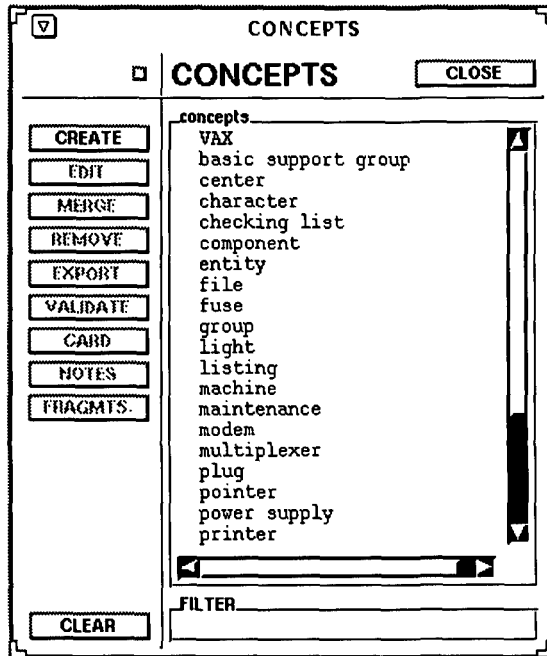 CONCEPTS
CONCEPTS
CLOSE
CREATE
EDIT
MERGE
REMOVE
EXPORT
VALIDATE
CARD
NOTES
FRAGMTS.
CLEAR
concepts
VAX
basic support group
center
character
checking list
component
entity
file
fuse
group
light
listing
machine
maintenance
modem
multiplexer
plug
pointer
power supply
printer
FILTER